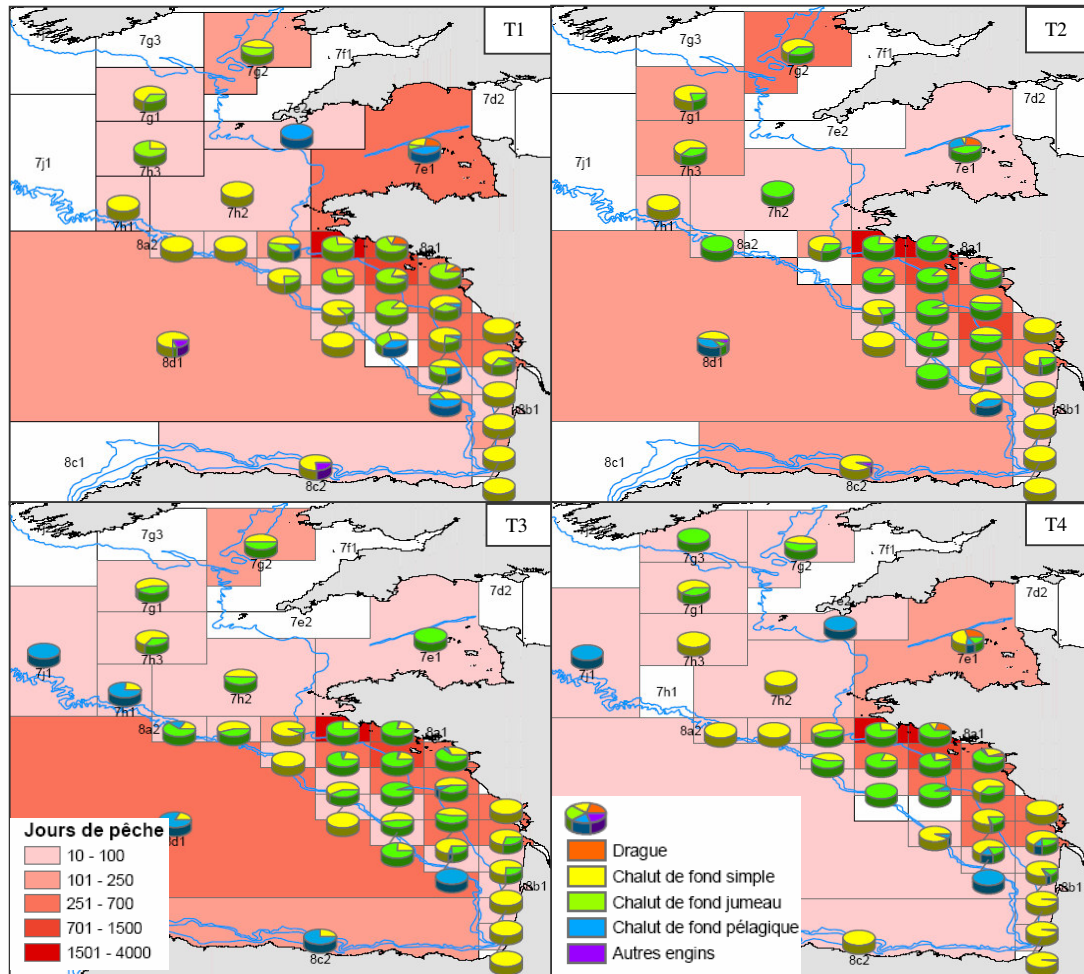 T1
7g3
7g2
7f1
7g1
7e2
7d2
7j1
7h3
7e1
7h1
7h2
8a2
8a1
8d1
8b1
8c1
8c2
T2
7g3
7g2
7f1
7g1
7d2
7e2
7j1
7h3
7e1
7h1
7h2
8a2
8a1
8d1
8b1
8c1
8c2
T3
7g3
7g2
7f1
7g1
7d2
7e2
7h3
7e1
7j1
7h1
7h2
8a2
8a1
8d1
8b1
8c2
Jours de pêche
10 - 100
101 - 250
251 - 700
701 - 1500
1501 - 4000
T4
7g3
7g2
7f1
7g1
7d2
7e2
7h3
7e1
7j1
7h1
7h2
8a2
8a1
8b1
8c2
Drague
Chalut de fond simple
Chalut de fond jumeau
Chalut de fond pélagique
Autres engins